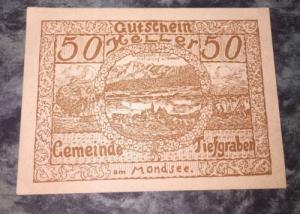 Gutschein
50 Heller 50
Gemeinde Tiefgraben
am Mondsee.